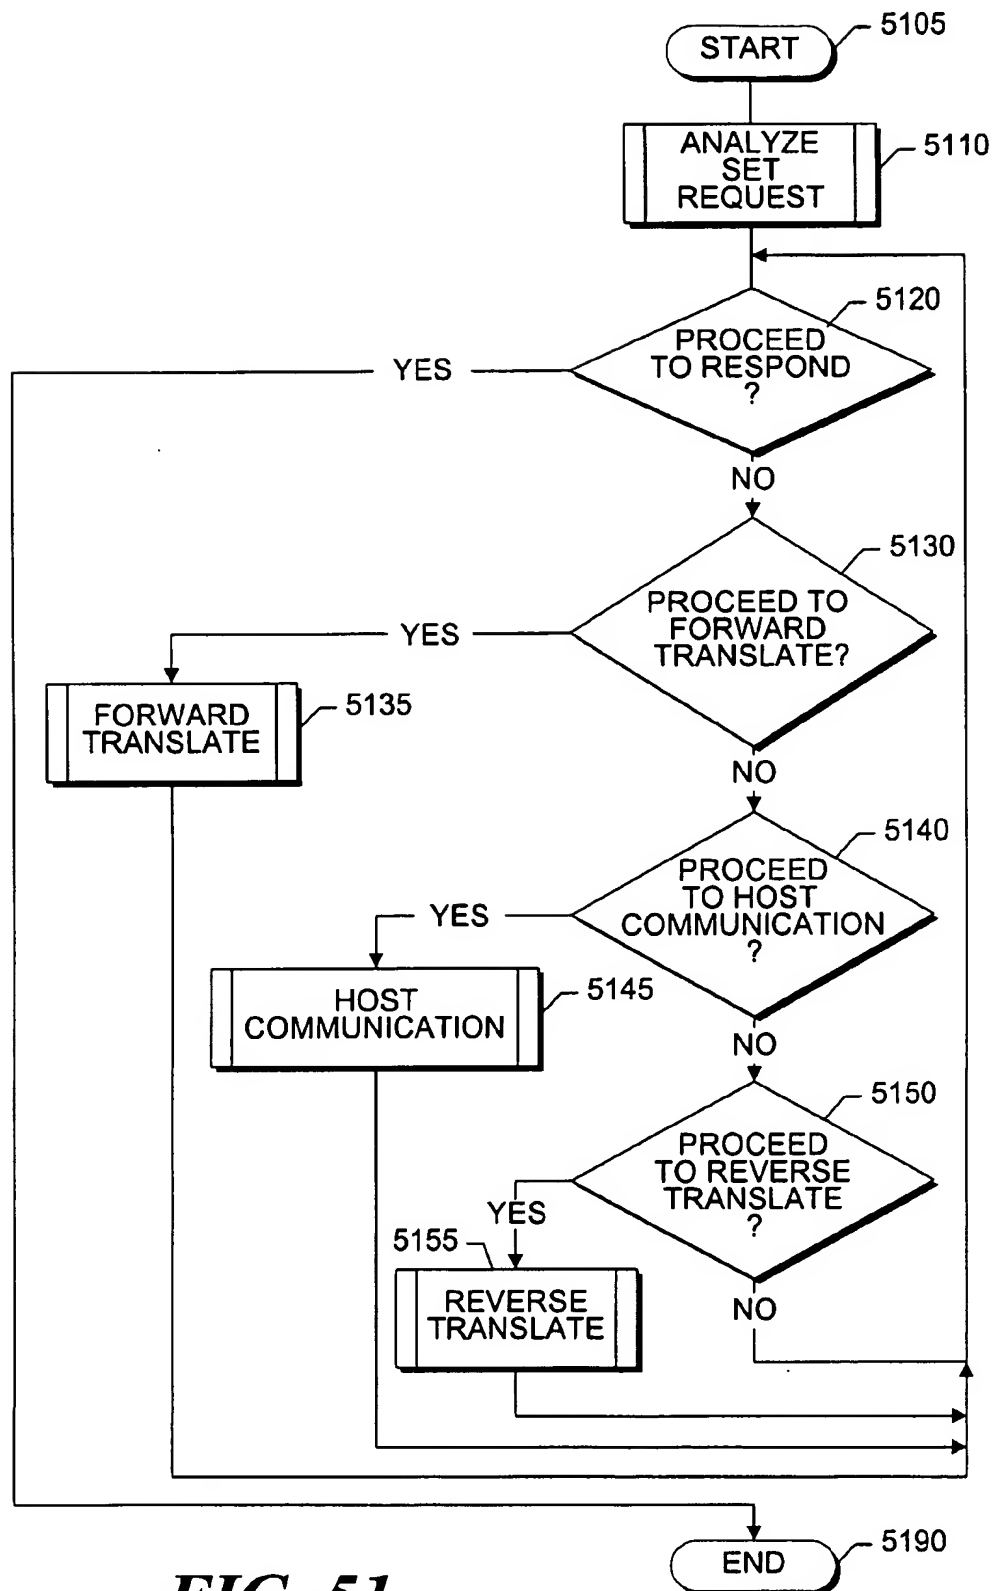 START
5105
ANALYZE
SET
REQUEST
5110
5120
PROCEED
TO RESPOND
?
YES
NO
5130
PROCEED TO
FORWARD
TRANSLATE?
YES
FORWARD
TRANSLATE
5135
NO
5140
PROCEED
TO HOST
COMMUNICATION
?
YES
HOST
COMMUNICATION
5145
NO
5150
PROCEED
TO REVERSE
TRANSLATE
?
YES
5155
REVERSE
TRANSLATE
NO
END
5190
FIG. 51